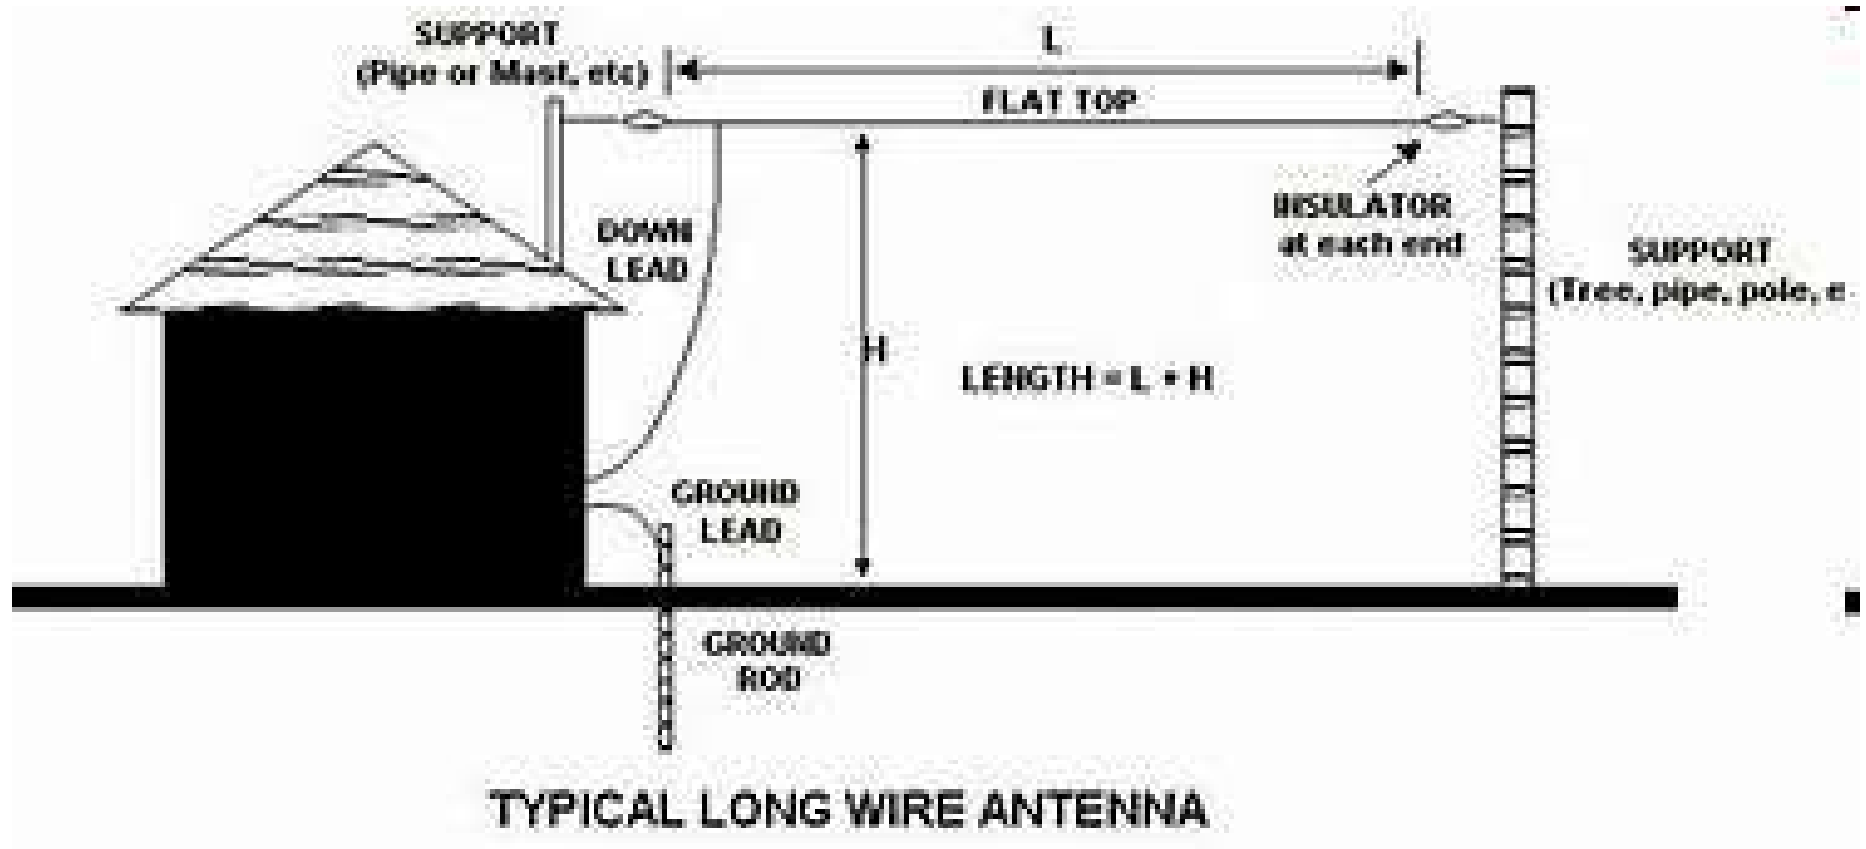 SUPPORT
(Pipe or Mast, etc)
L
FLAT TOP
DOWN
LEAD
INSULATOR
at each end
SUPPORT
(Tree, pipe, pole, e
H
LENGTH = L + H
GROUND
LEAD
GROUND
ROD
TYPICAL LONG WIRE ANTENNA